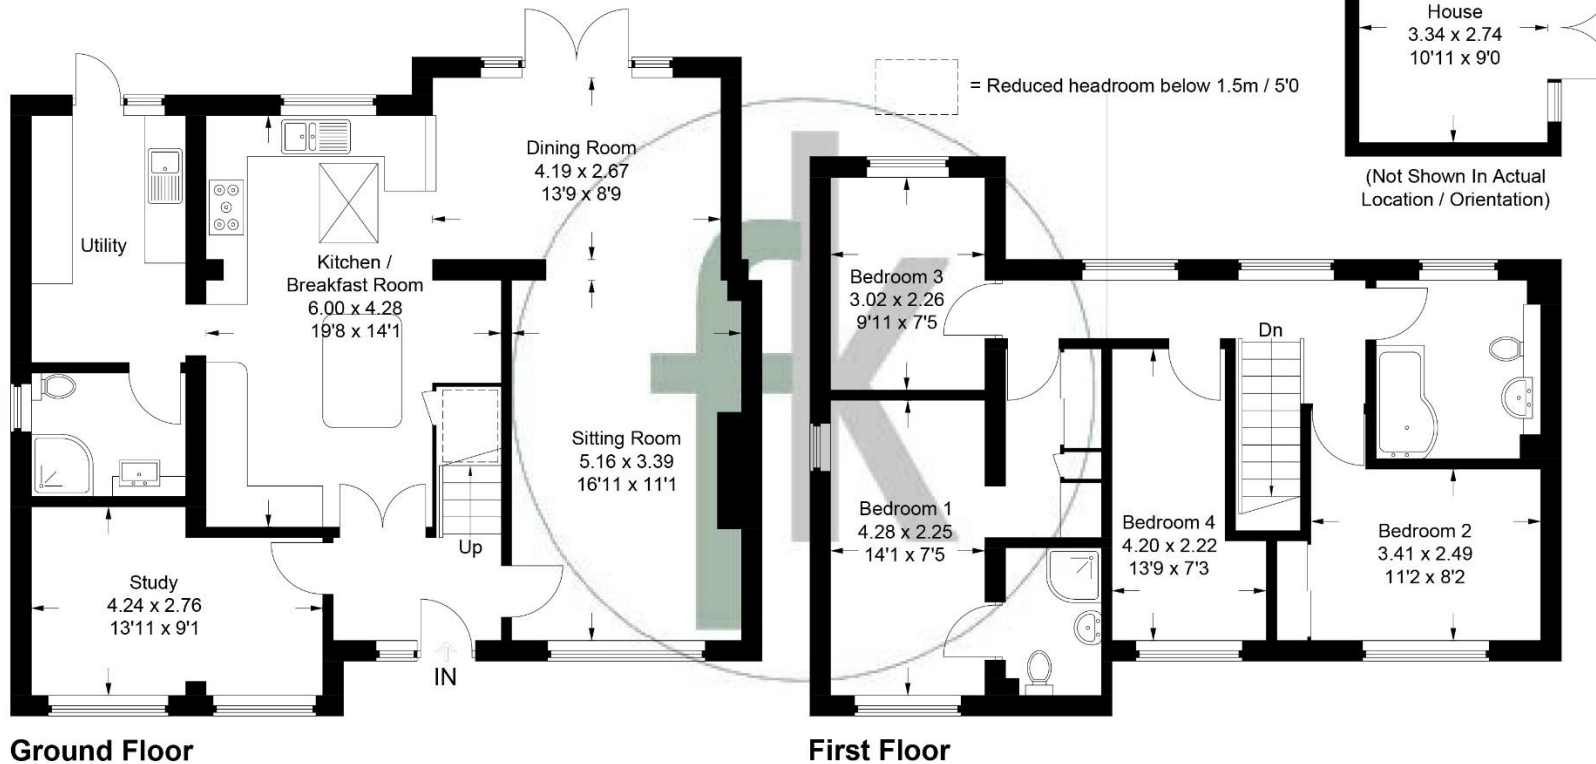 House
3.34 x 2.74
10'11 x 9'0
(Not Shown In Actual
Location / Orientation)
= Reduced headroom below 1.5m / 5'0
Dining Room
4.19 x 2.67
13'9 x 8'9
Utility
Kitchen /
Breakfast Room
6.00 x 4.28
19'8 x 14'1
Sitting Room
5.16 x 3.39
16'11 x 11'1
Up
Study
4.24 x 2.76
13'11 x 9'1
IN
Ground Floor
fk
Bedroom 3
3.02 x 2.26
9'11 x 7'5
Dn
Bedroom 1
4.28 x 2.25
14'1 x 7'5
Bedroom 4
4.20 x 2.22
13'9 x 7'3
Bedroom 2
3.41 x 2.49
11'2 x 8'2
First Floor